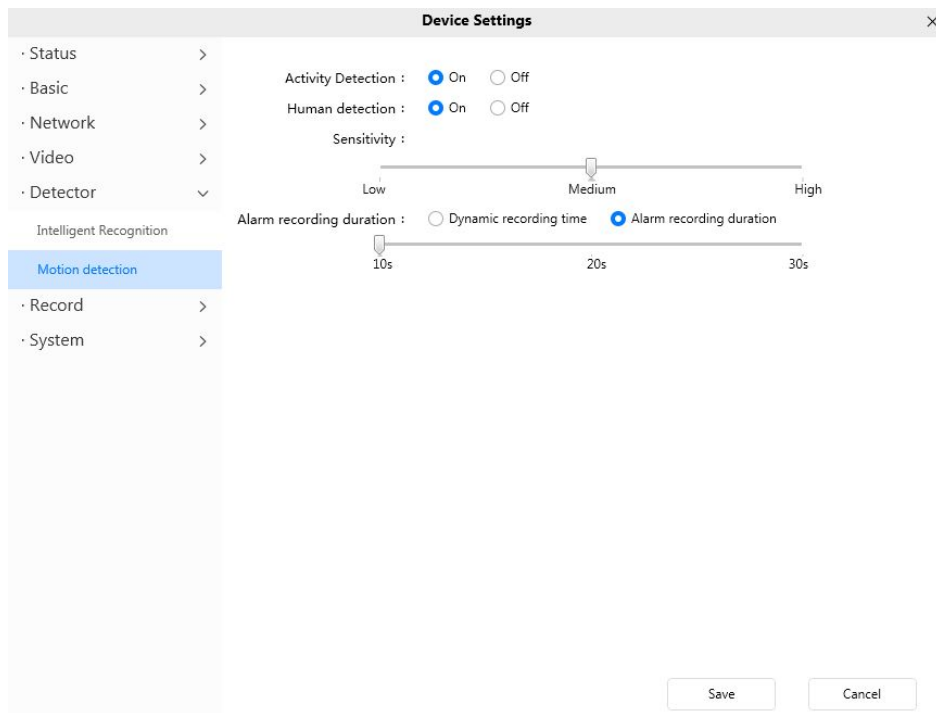 Device Settings
· Status
· Basic
· Network
· Video
· Detector
Intelligent Recognition
Motion detection
· Record
· System
Activity Detection : On Off
Human detection : On Off
Sensitivity :
Low Medium High
Alarm recording duration : Dynamic recording time Alarm recording duration
10s 20s 30s
Save Cancel